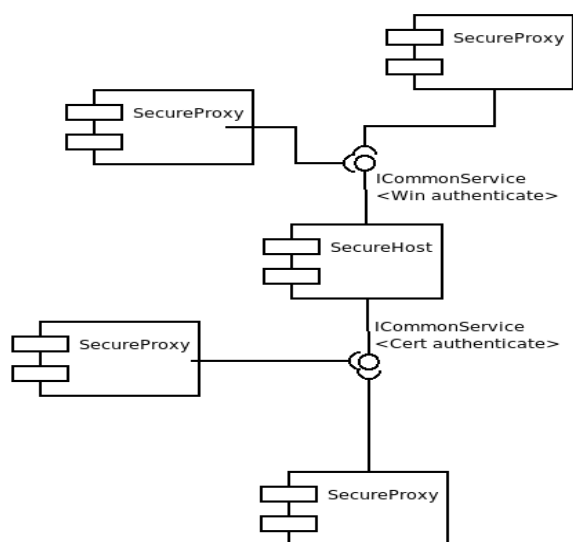 SecureProxy
SecureProxy
ICommonService
<Win authenticate>
SecureHost
ICommonService
<Cert authenticate>
SecureProxy
SecureProxy